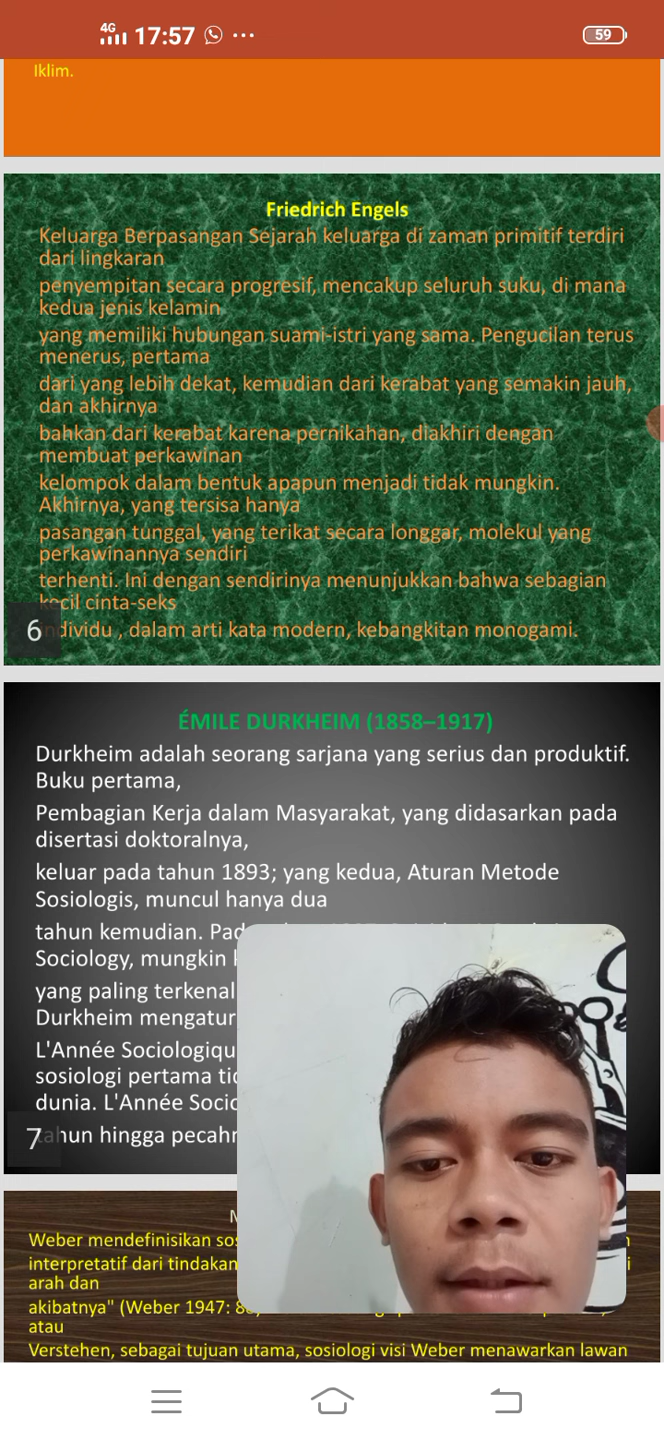 4G 17:57 ... 59
Iklim.
Friedrich Engels
Keluarga Berpasangan Sejarah keluarga di zaman primitif terdiri
dari lingkaran
penyempitan secara progresif, mencakup seluruh suku, di mana
kedua jenis kelamin
yang memiliki hubungan suami-istri yang sama. Pengucilan terus
menerus, pertama
dari yang lebih dekat, kemudian dari kerabat yang semakin jauh,
dan akhirnya
bahkan dari kerabat karena pernikahan, diakhiri dengan
membuat perkawinan
kelompok dalam bentuk apapun menjadi tidak mungkin.
Akhirnya, yang tersisa hanya
pasangan tunggal, yang terikat secara longgar, molekul yang
perkawinannya sendiri
terhenti. Ini dengan sendirinya menunjukkan bahwa sebagian
kecil cinta-seks
6 ndividu , dalam arti kata modern, kebangkitan monogami.
ÉMILE DURKHEIM (1858–1917)
Durkheim adalah seorang sarjana yang serius dan produktif.
Buku pertama,
Pembagian Kerja dalam Masyarakat, yang didasarkan pada
disertasi doktoralnya,
keluar pada tahun 1893; yang kedua, Aturan Metode
Sosiologis, muncul hanya dua
tahun kemudian. Pad
Sociology, mungkin
yang paling terkenal
Durkheim mengatur
L'Année Sociologiqu
sosiologi pertama
dunia. L'Année Soci
7 ahun hingga pecah
Weber mendefinisikan sos
interpretatif dari tindakan
arah dan
akibatnya" (Weber 1947:
atau
Verstehen, sebagai tujuan utama, sosiologi visi Weber menawarkan lawan